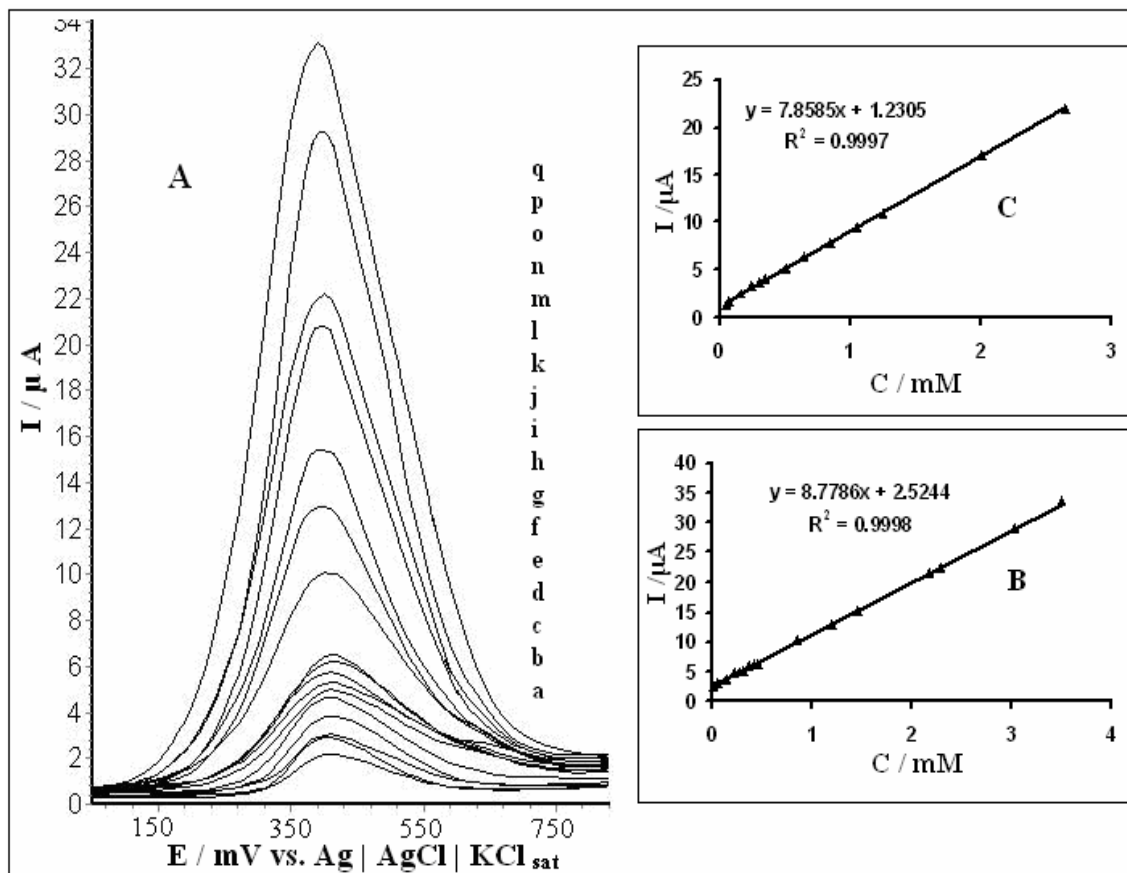 34
32
30
28
26
24
22
20
18
16
14
12
10
8
6
4
2
0
I / μ A
A
q
p
o
n
m
l
k
j
i
h
g
f
e
d
c
b
a
150 350 550 750
E / mV vs. Ag | AgCl | KCl sat
25
20
15
10
5
0
I /μA
y = 7.8585x + 1.2305
R² = 0.9997
C
0 1 2 3
C / mM
40
35
30
25
20
15
10
5
0
I /μA
y = 8.7786x + 2.5244
R² = 0.9998
B
0 1 2 3 4
C / mM